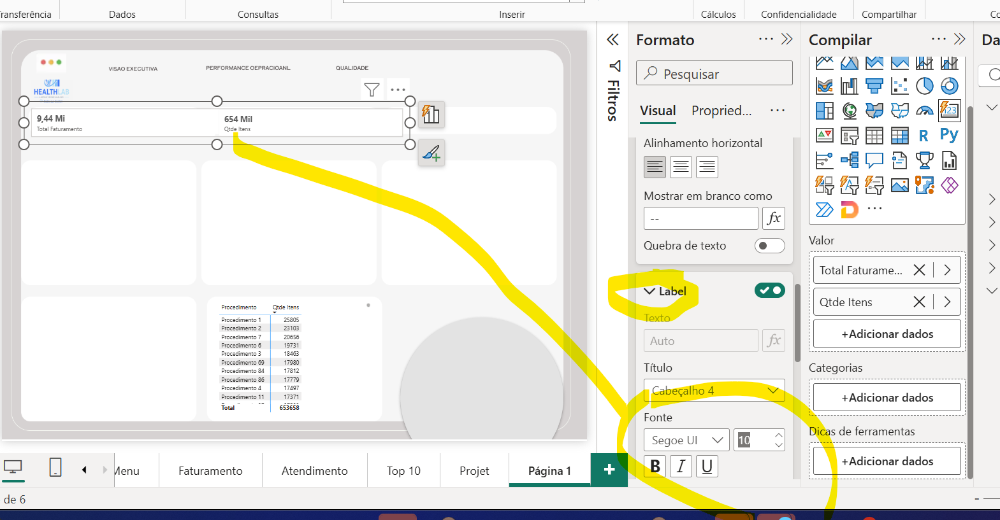 Transferência
Dados
Consultas
Inserir
Cálculos
Confidencialidade
Compartilhar
VISAO EXECUTIVA
PERFORMANCE OEPRACIOANL
QUALIDADE
HEALTHLAB
9,44 Mi
Total Faturamento
654 Mil
Qtde Itens
Procedimento Qtde Itens
Procedimento 1 25805
Procedimento 2 23103
Procedimento 7 20656
Procedimento 6 19731
Procedimento 3 18463
Procedimento 69 17980
Procedimento 84 17812
Procedimento 86 17779
Procedimento 4 17497
Procedimento 11 17371
Total 653658
Filtros
Formato
Pesquisar
Visual
Propried...
Alinhamento horizontal
Mostrar em branco como
--
fx
Quebra de texto
Label
Texto
Auto
fx
Título
Cabeçalho 4
Fonte
Segoe UI
10
B I U
Compilar
123
R
Py
Valor
Total Faturame...
Qtde Itens
+Adicionar dados
Categorias
+Adicionar dados
Dicas de ferramentas
+Adicionar dados
Da
Menu
Faturamento
Atendimento
Top 10
Projet
Página 1
+
de 6